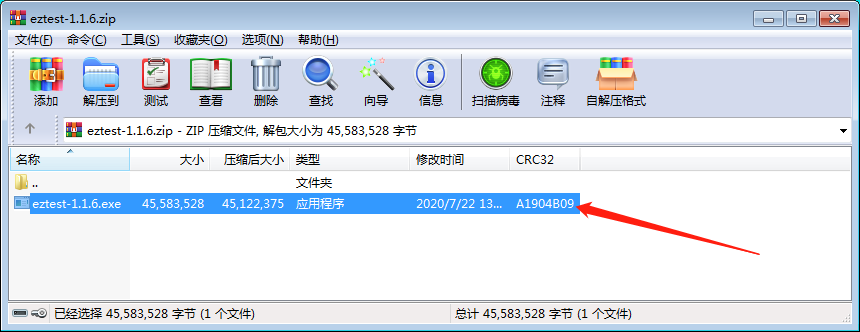 eztest-1.1.6.zip
文件(F) 命令(C) 工具(S) 收藏夹(O) 选项(N) 帮助(H)
添加 解压到 测试 查看 删除 查找 向导 信息 扫描病毒 注释 自解压格式
eztest-1.1.6.zip - ZIP 压缩文件, 解包大小为 45,583,528 字节
名称 大小 压缩后大小 类型 修改时间 CRC32
.. 文件夹
eztest-1.1.6.exe 45,583,528 45,122,375 应用程序 2020/7/22 13... A1904B09
已经选择 45,583,528 字节 (1 个文件) 总计 45,583,528 字节 (1 个文件)